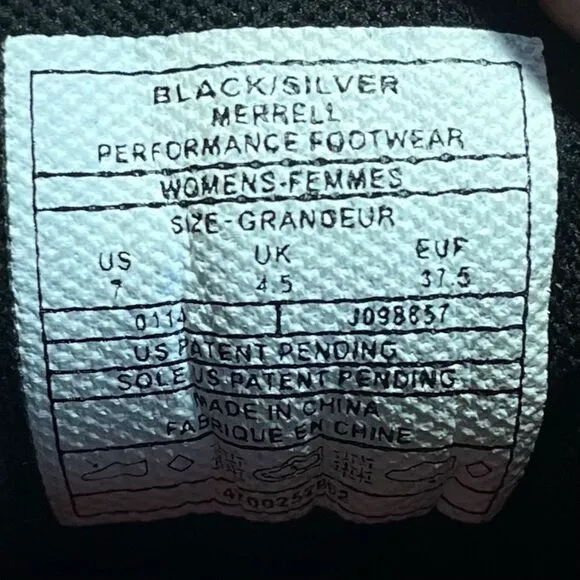 BLACK/SILVER
MERRELL
PERFORMANCE FOOTWEAR
WOMENS-FEMMES
SIZE-GRANDEUR
US UK EUR
7 4.5 37.5
0114 J098857
US PATENT PENDING
SOLE US PATENT PENDING
MADE IN CHINA
FABRIQUE EN CHINE